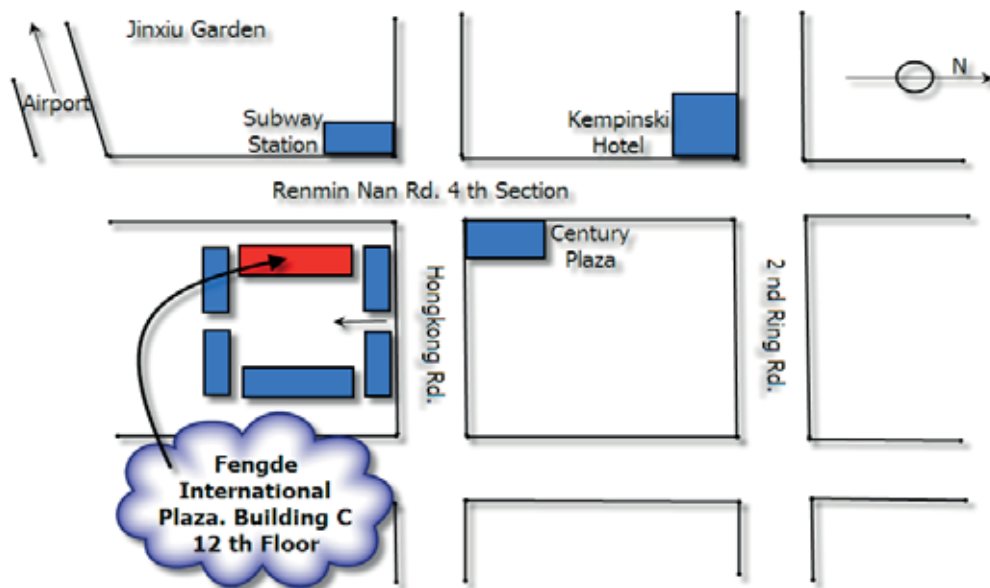 Jinxiu Garden
N
Airport
Subway
Station
Kempinski
Hotel
Renmin Nan Rd. 4 th Section
Century
Plaza
Hongkong Rd.
2 nd Ring Rd.
Fengde
International
Plaza. Building C
12 th Floor